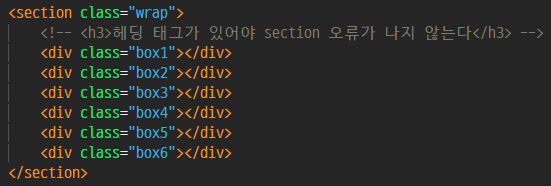 <section class="wrap">
<!-- <h3>헤딩 태그가 있어야 section 오류가 나지 않는다</h3> -->
<div class="box1"></div>
<div class="box2"></div>
<div class="box3"></div>
<div class="box4"></div>
<div class="box5"></div>
<div class="box6"></div>
</section>